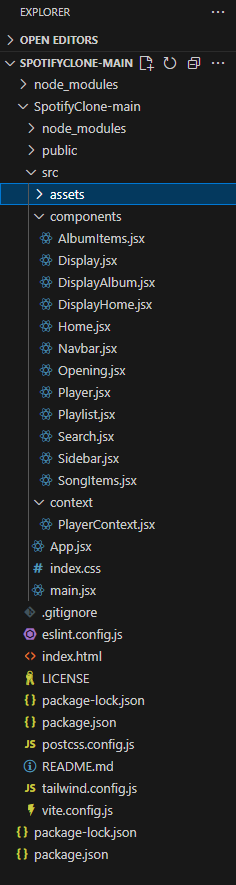 EXPLORER
OPEN EDITORS
SPOTIFYCLONE-MAIN
node_modules
SpotifyClone-main
node_modules
public
src
assets
components
AlbumItems.jsx
Display.jsx
DisplayAlbum.jsx
DisplayHome.jsx
Home.jsx
Navbar.jsx
Opening.jsx
Player.jsx
Playlist.jsx
Search.jsx
Sidebar.jsx
SongItems.jsx
context
PlayerContext.jsx
App.jsx
# index.css
main.jsx
.gitignore
eslint.config.js
<> index.html
LICENSE
{} package-lock.json
{} package.json
JS postcss.config.js
README.md
JS tailwind.config.js
vite.config.js
{} package-lock.json
{} package.json